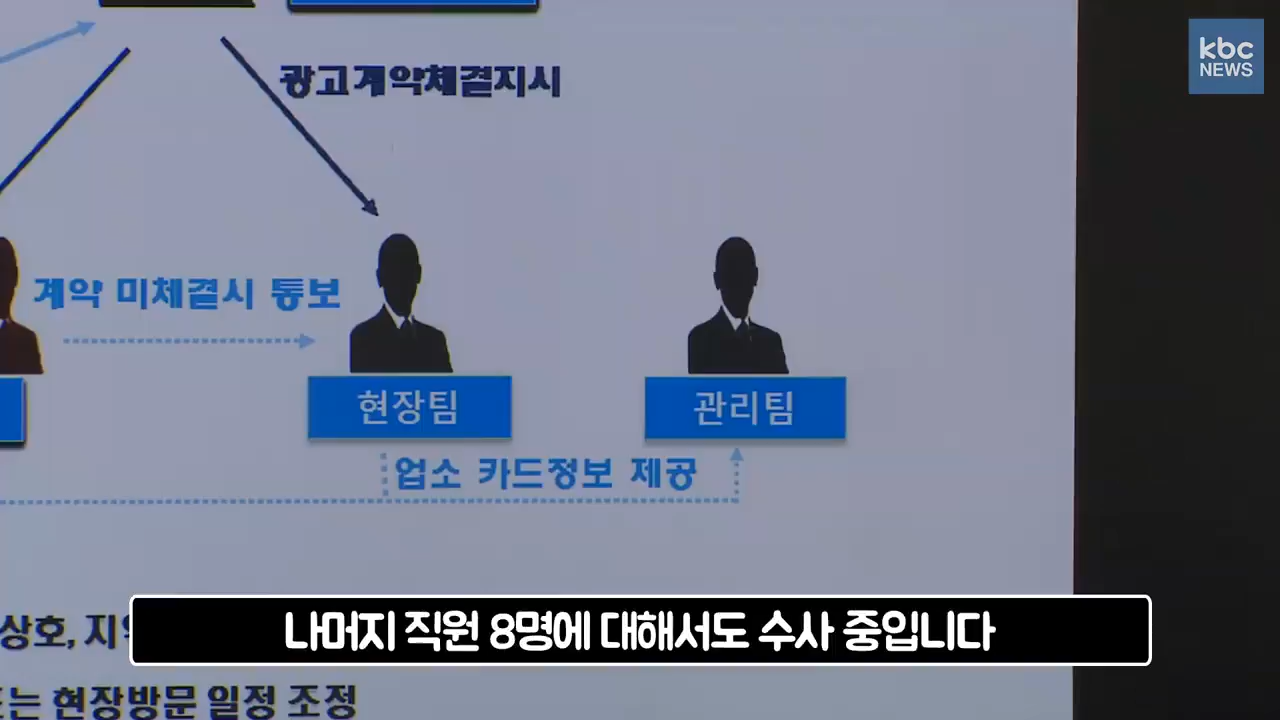 kbc
NEWS
광고계약체결지시
계약 미체결시 통보
현장팀
관리팀
업소 카드정보 제공
상호,
나머지 직원 8명에 대해서도 수사 중입니다
현장방문 일정 조정